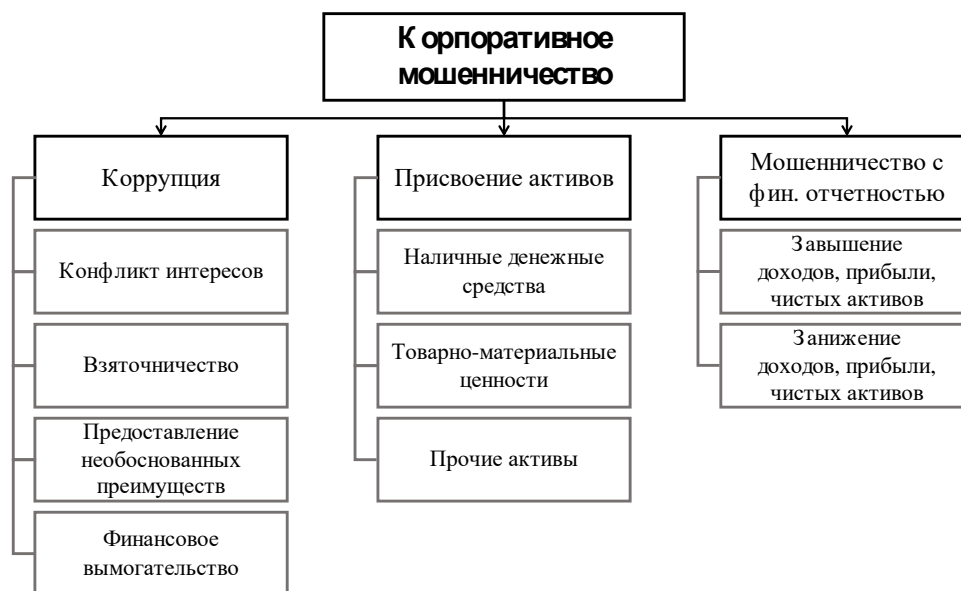 Корпоративное
мошенничество
Коррупция
Конфликт интересов
Взяточничество
Предоставление
необоснованных
преимуществ
Финансовое
вымогательство
Присвоение активов
Наличные денежные
средства
Товарно-материальные
ценности
Прочие активы
Мошенничество с
фин. отчетностью
Завышение
доходов, прибыли,
чистых активов
Занижение
доходов, прибыли,
чистых активов